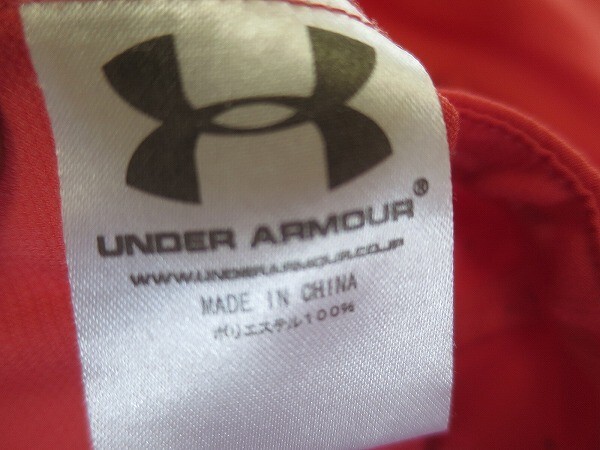 UNDER ARMOUR®
WWW.UNDERARMOUR.CO.JP
MADE IN CHINA
ポリエステル100%